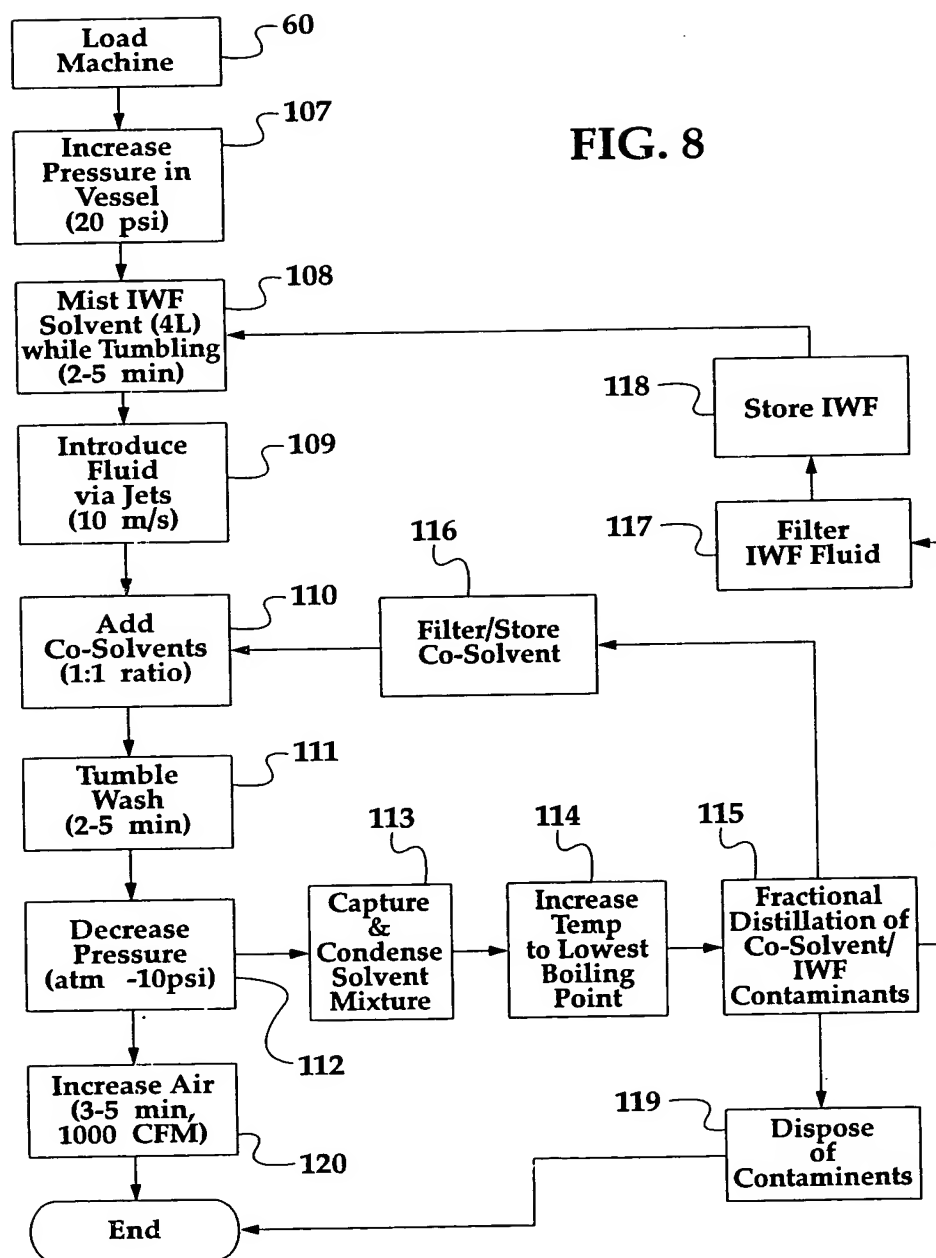 FIG. 8
Load
Machine
60
Increase
Pressure in
Vessel
(20 psi)
107
Mist IWF
Solvent (4L)
while Tumbling
(2-5 min)
108
Introduce
Fluid
via Jets
(10 m/s)
109
Add
Co-Solvents
(1:1 ratio)
110
Tumble
Wash
(2-5 min)
111
Decrease
Pressure
(atm -10psi)
112
Capture
&
Condense
Solvent
Mixture
113
Increase
Temp
to Lowest
Boiling
Point
114
Fractional
Distillation of
Co-Solvent/
IWF
Contaminants
115
Filter/Store
Co-Solvent
116
Filter
IWF Fluid
117
Store IWF
118
Dispose
of
Contaminents
119
Increase Air
(3-5 min,
1000 CFM)
120
End